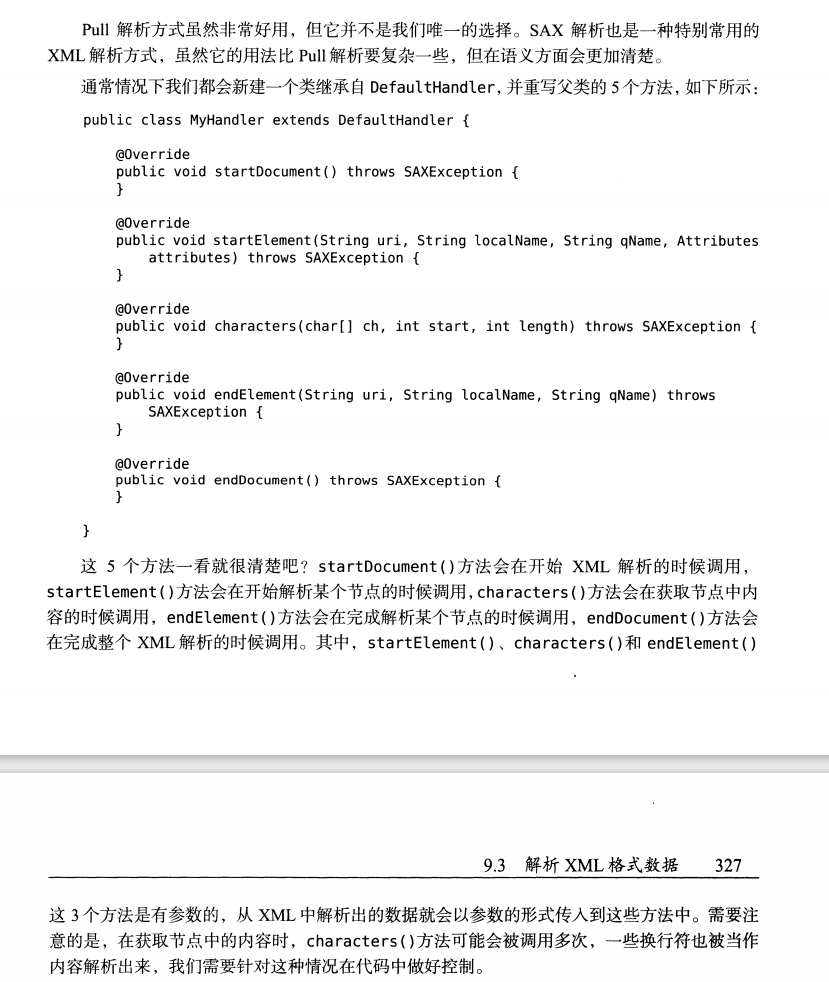 Pull 解析方式虽然非常好用，但它并不是我们唯一的选择。SAX 解析也是一种特别常用的
XML 解析方式，虽然它的用法比 Pull 解析要复杂一些，但在语义方面会更加清楚。
通常情况下我们都会新建一个类继承自 DefaultHandler，并重写父类的 5 个方法，如下所示：
public class MyHandler extends DefaultHandler {
@Override
public void startDocument() throws SAXException {
}
@Override
public void startElement(String uri, String localName, String qName, Attributes
attributes) throws SAXException {
}
@Override
public void characters(char[] ch, int start, int length) throws SAXException {
}
@Override
public void endElement(String uri, String localName, String qName) throws
SAXException {
}
@Override
public void endDocument() throws SAXException {
}
}
这 5 个方法一看就很清楚吧？startDocument()方法会在开始 XML 解析的时候调用，
startElement()方法会在开始解析某个节点的时候调用，characters()方法会在获取节点中内
容的时候调用，endElement()方法会在完成解析某个节点的时候调用，endDocument()方法会
在完成整个 XML 解析的时候调用。其中，startElement()、characters()和 endElement()
9.3 解析 XML 格式数据 327
这 3 个方法是有参数的，从 XML 中解析出的数据就会以参数的形式传入到这些方法中。需要注
意的是，在获取节点中的内容时，characters()方法可能会被调用多次，一些换行符也被当作
内容解析出来，我们需要针对这种情况在代码中做好控制。